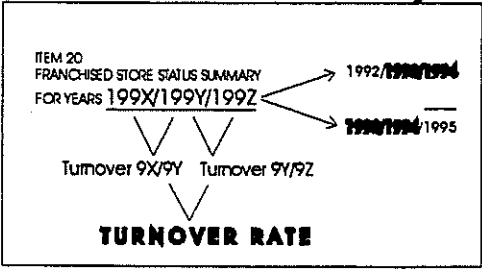 ITEM 20
FRANCHISED STORE STATUS SUMMARY
1992/
FOR YEARS 199X/199Y/199Z
/1995
Turnover 9X/9Y Turnover 9Y/9Z
TURNOVER RATE